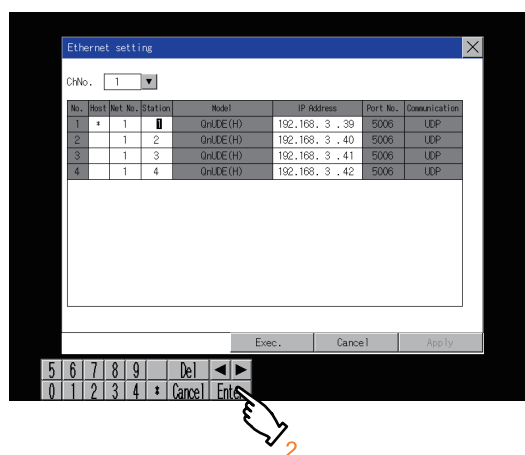 Ethernet setting
ChNo. 1
No. Host Net No. Station Model IP Address Port No. Communication
1 * 1 1 QnUDE(H) 192.168. 3 .39 5006 UDP
2 1 2 QnUDE(H) 192.168. 3 .40 5006 UDP
3 1 3 QnUDE(H) 192.168. 3 .41 5006 UDP
4 1 4 QnUDE(H) 192.168. 3 .42 5006 UDP
Exec. Cancel Apply
5 6 7 8 9 Del ◄ ►
0 1 2 3 4 * Cancel Enter
2